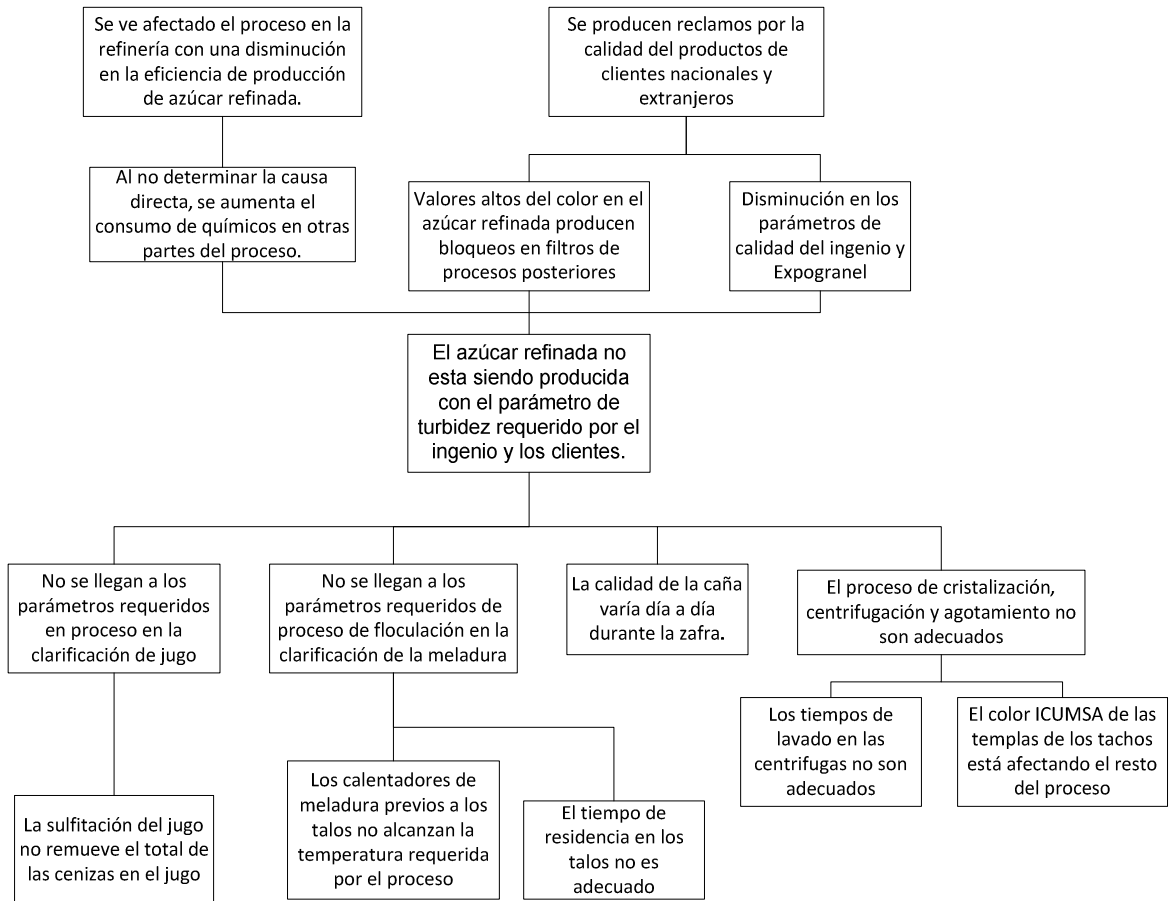 Se ve afectado el proceso en la
refinería con una disminución
en la eficiencia de producción
de azúcar refinada.
Se producen reclamos por la
calidad del productos de
clientes nacionales y
extranjeros
Al no determinar la causa
directa, se aumenta el
consumo de químicos en otras
partes del proceso.
Valores altos del color en el
azúcar refinada producen
bloqueos en filtros de
procesos posteriores
Disminución en los
parámetros de
calidad del ingenio y
Expogranel
El azúcar refinada no
esta siendo producida
con el parámetro de
turbidez requerido por el
ingenio y los clientes.
No se llegan a los
parámetros requeridos
en proceso en la
clarificación de jugo
No se llegan a los
parámetros requeridos de
proceso de floculación en la
clarificación de la meladura
La calidad de la caña
varía día a día
durante la zafra.
El proceso de cristalización,
centrifugación y agotamiento no
son adecuados
Los tiempos de
lavado en las
centrifugas no son
adecuados
El color ICUMSA de las
templas de los tachos
está afectando el resto
del proceso
La sulfitación del jugo
no remueve el total de
las cenizas en el jugo
Los calentadores de
meladura previos a los
talos no alcanzan la
temperatura requerida
por el proceso
El tiempo de
residencia en los
talos no es
adecuado